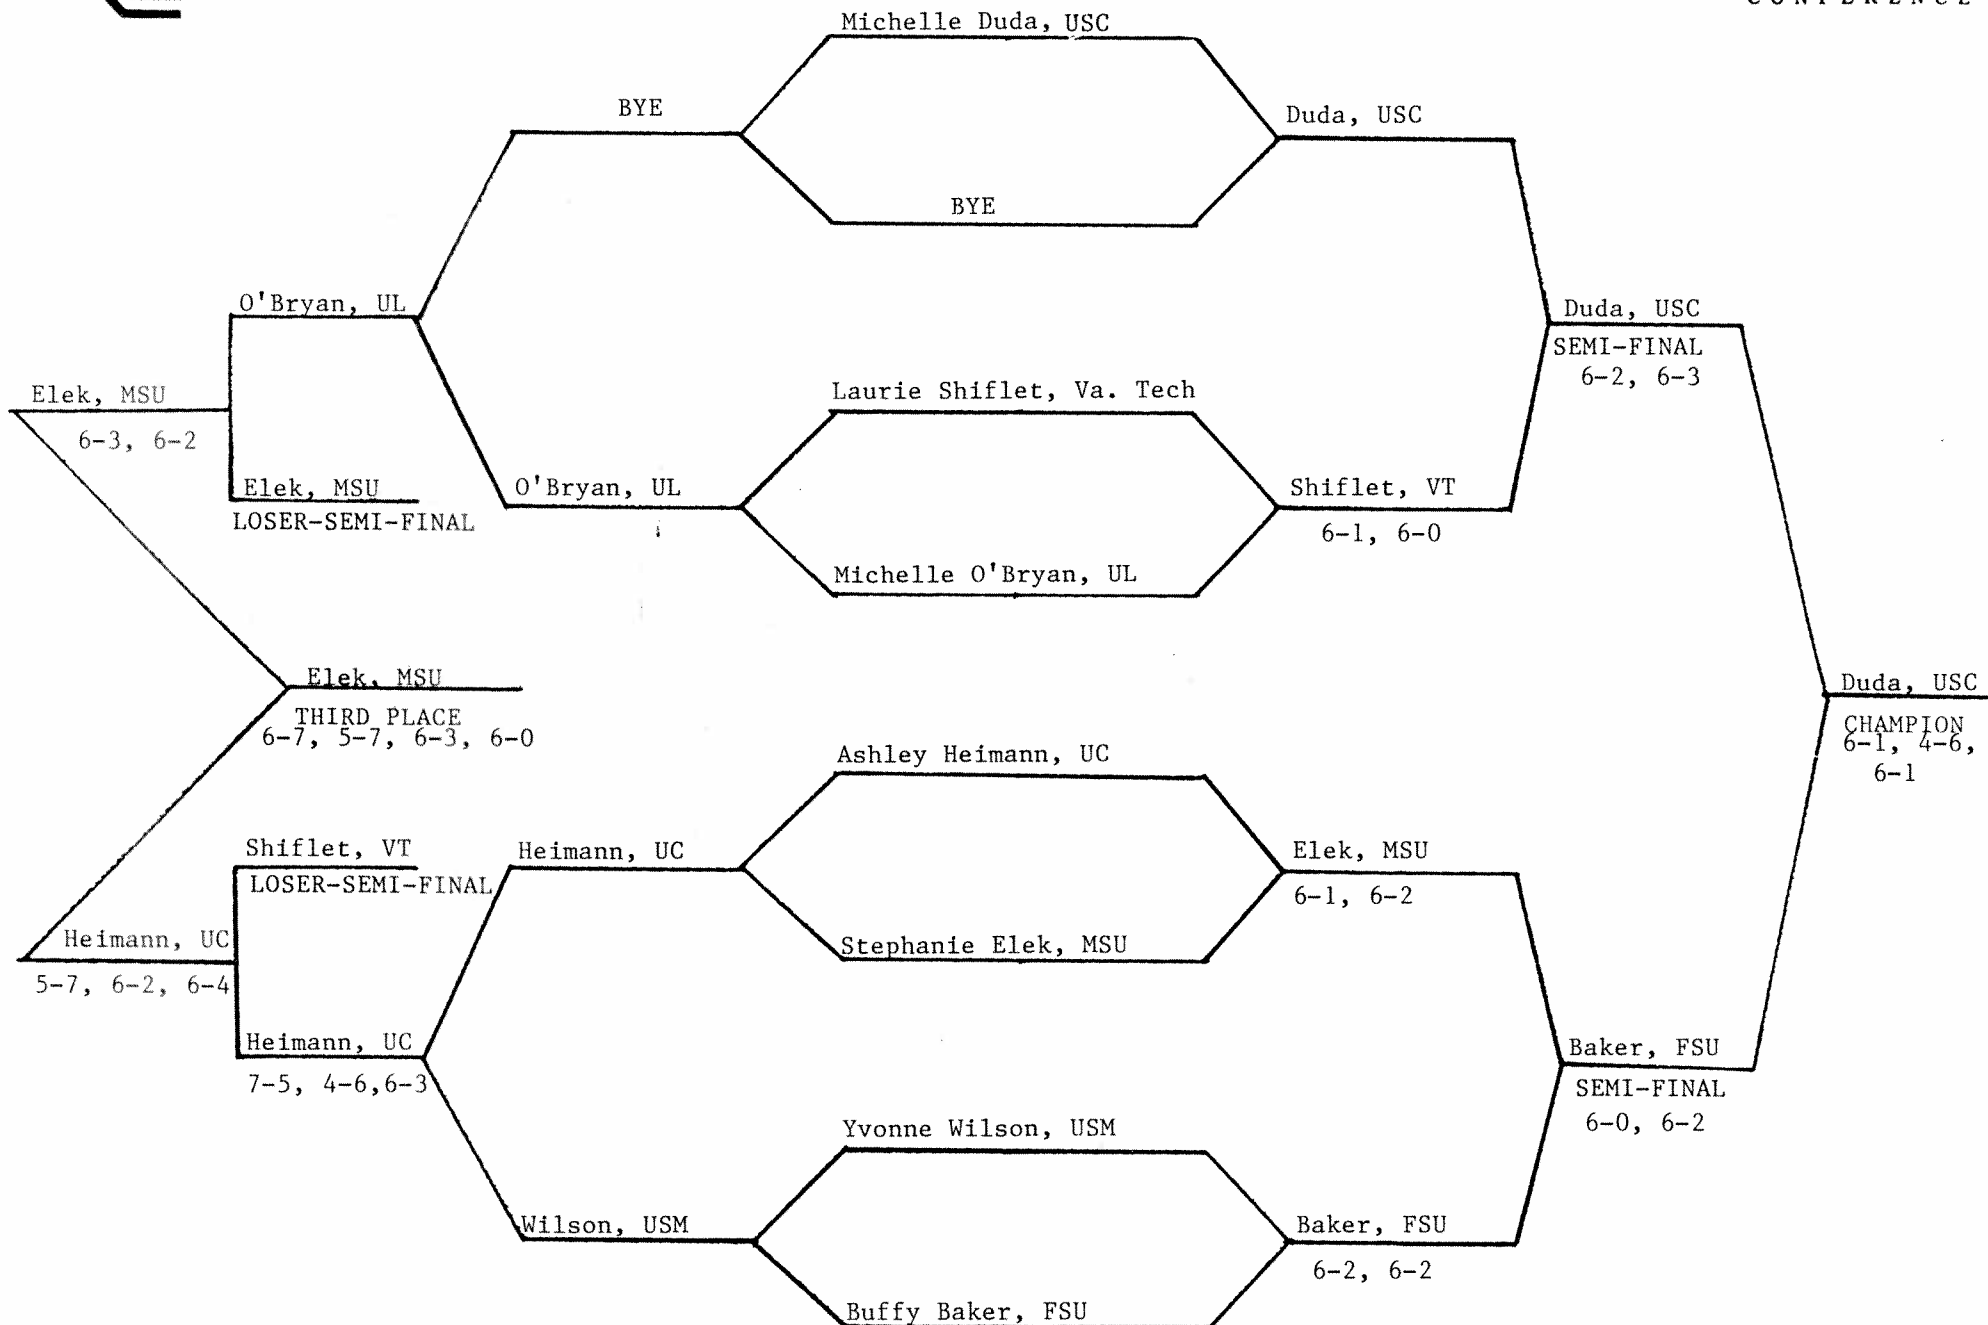 CONFERENCE
Michelle Duda, USC
BYE
Duda, USC
BYE
O'Bryan, UL
Duda, USC
SEMI-FINAL
6-2, 6-3
Elek, MSU
6-3, 6-2
Laurie Shiflet, Va. Tech
Elek, MSU
LOSER-SEMI-FINAL
O'Bryan, UL
Shiflet, VT
6-1, 6-0
Michelle O'Bryan, UL
Elek, MSU
THIRD PLACE
6-7, 5-7, 6-3, 6-0
Duda, USC
CHAMPION
6-1, 4-6,
6-1
Ashley Heimann, UC
Shiflet, VT
LOSER-SEMI-FINAL
Heimann, UC
Elek, MSU
6-1, 6-2
Heimann, UC
5-7, 6-2, 6-4
Stephanie Elek, MSU
Heimann, UC
7-5, 4-6,6-3
Baker, FSU
SEMI-FINAL
6-0, 6-2
Yvonne Wilson, USM
Wilson, USM
Baker, FSU
6-2, 6-2
Buffy Baker, FSU